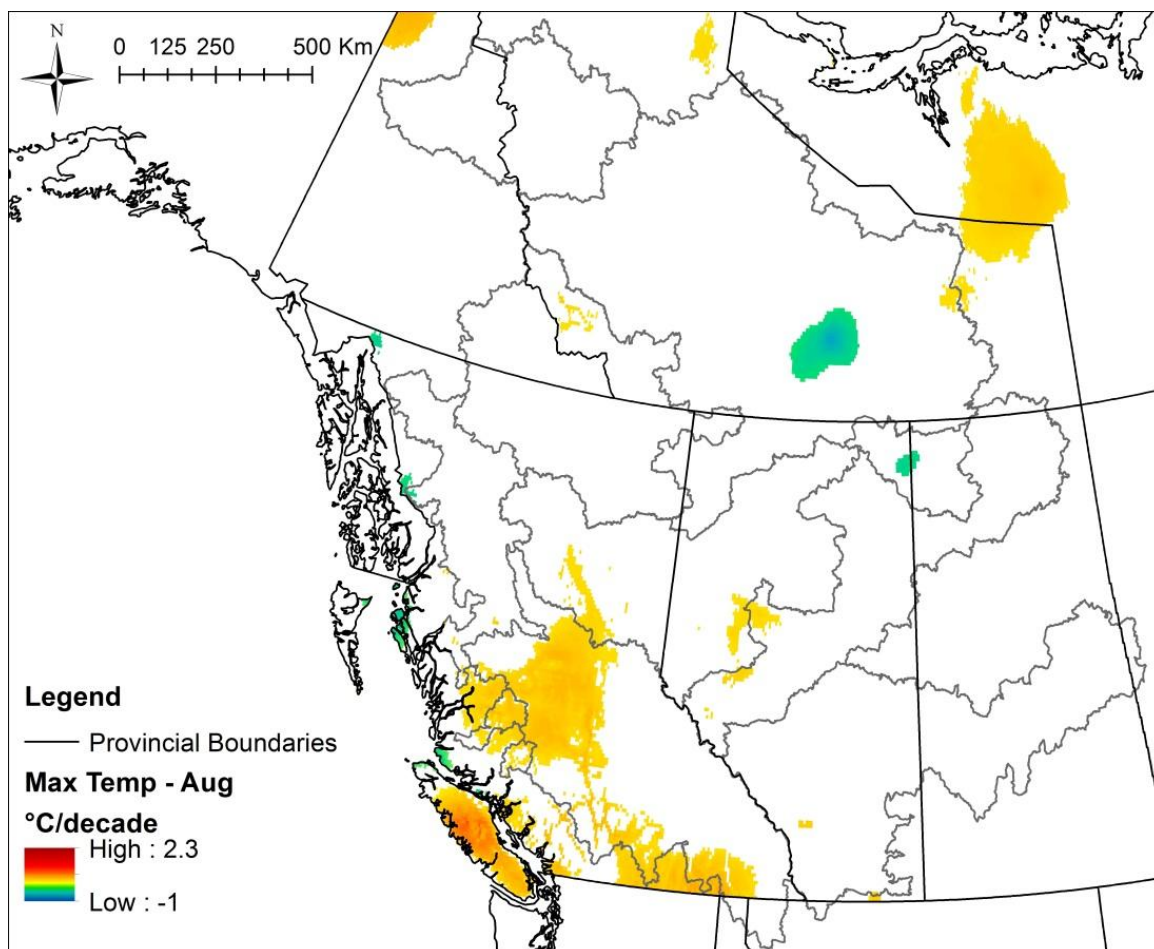 N
0 125 250 500 Km
Legend
Provincial Boundaries
Max Temp - Aug
°C/decade
High : 2.3
Low : -1